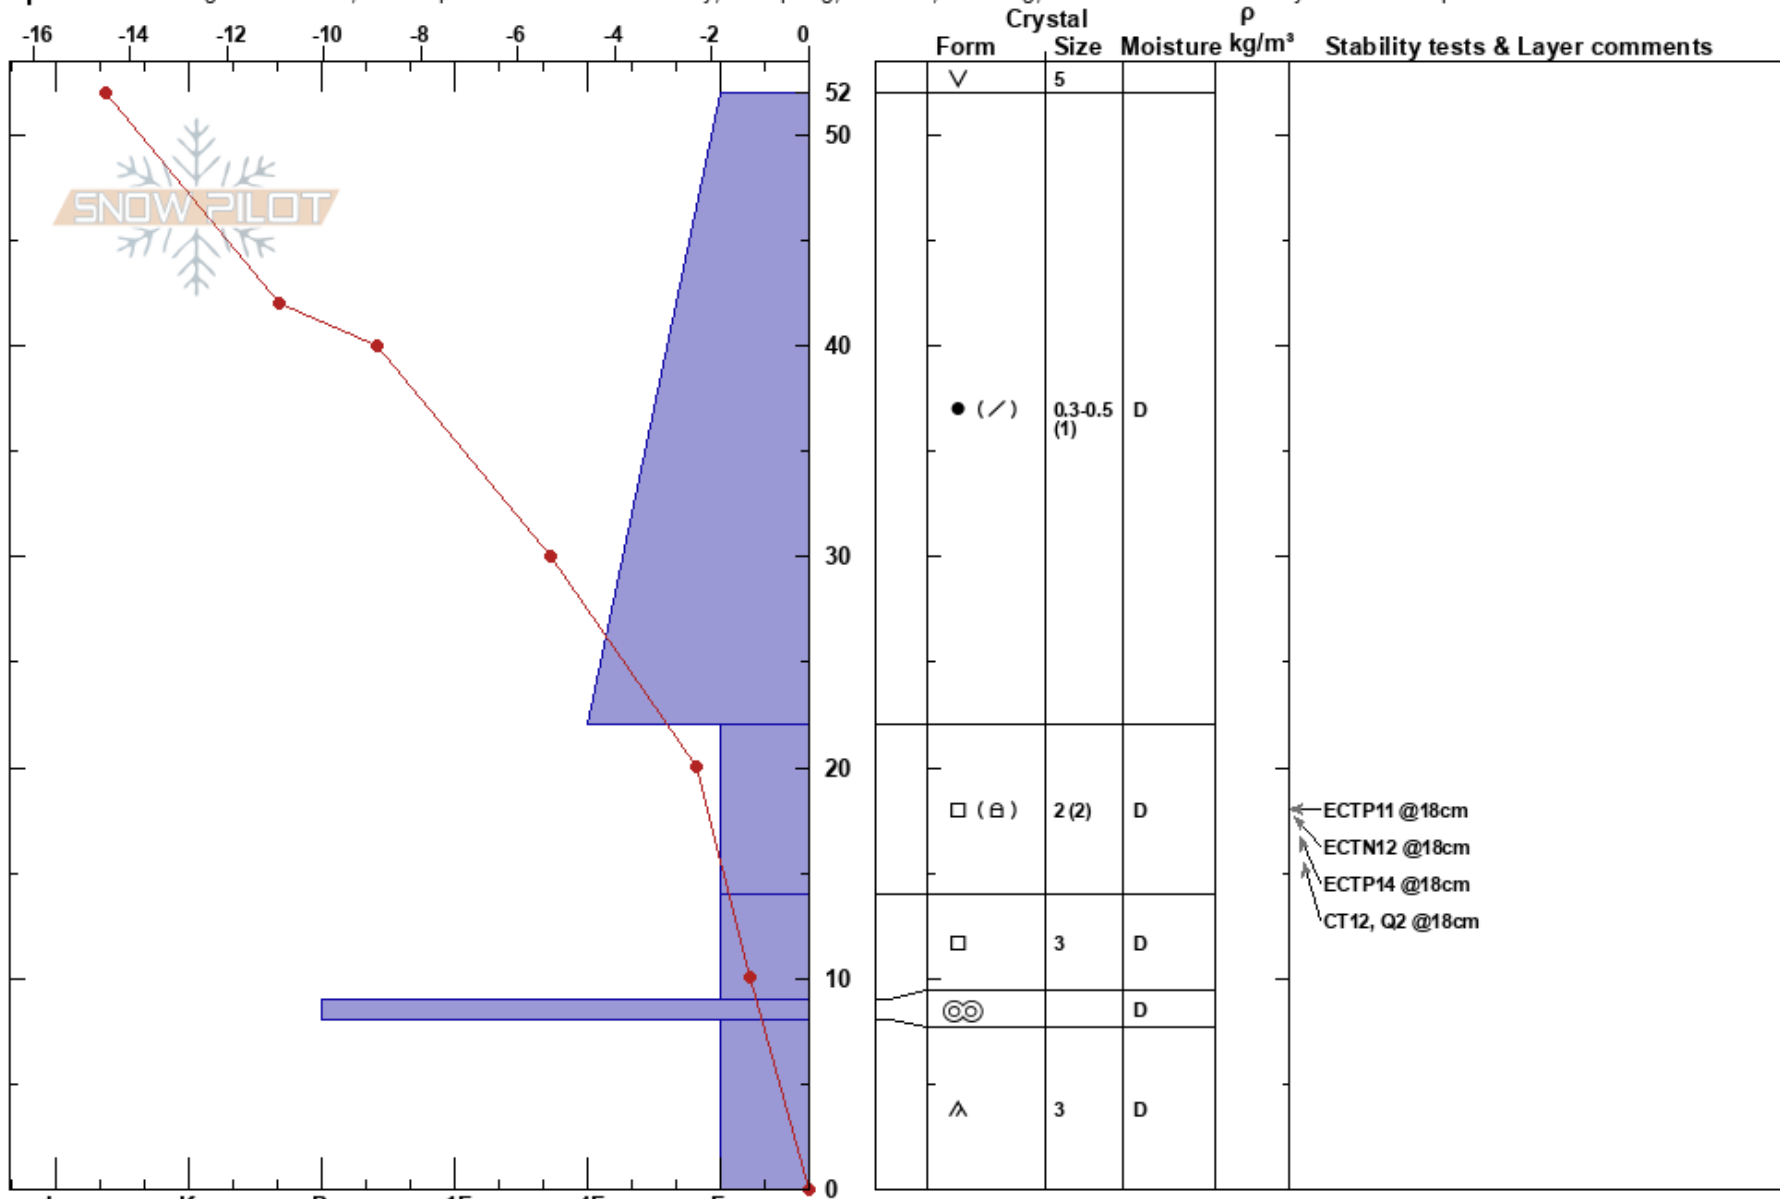 Crystal
ρ
-16 -14 -12 -10 -8 -6 -4 -2 0
Form Size Moisture kg/m³ Stability tests & Layer comments
5
52
50
SNOW PILOT
40
0.3-0.5 D
(1)
30
20
2 (2) D
ECTP11 @18cm
ECTN12 @18cm
ECTP14 @18cm
CT12, Q2 @18cm
3 D
10
D
3 D
0